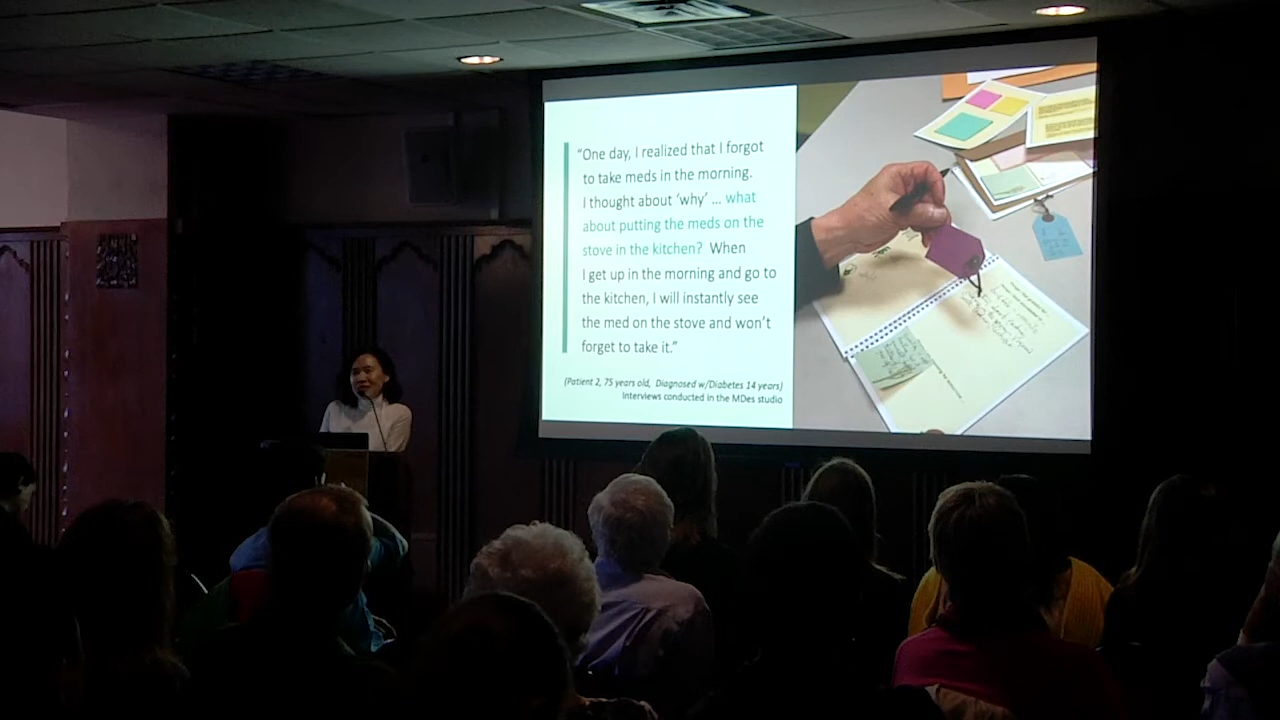 “One day, I realized that I forgot
to take meds in the morning.
I thought about ‘why’ ... what
about putting the meds on the
stove in the kitchen?  When
I get up in the morning and go to
the kitchen, I will instantly see
the med on the stove and won’t
forget to take it.”
(Patient 2, 75 years old,  Diagnosed w/Diabetes 14 years)
Interviews conducted in the MDes studio